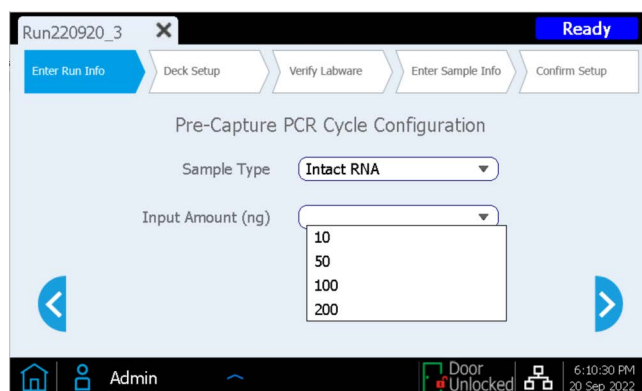 Run220920_3
Ready
Enter Run Info
Deck Setup
Verify Labware
Enter Sample Info
Confirm Setup
Pre-Capture PCR Cycle Configuration
Sample Type Intact RNA
Input Amount (ng)
10
50
100
200
Admin
Door
Unlocked
6:10:30 PM
20 Sep 2022